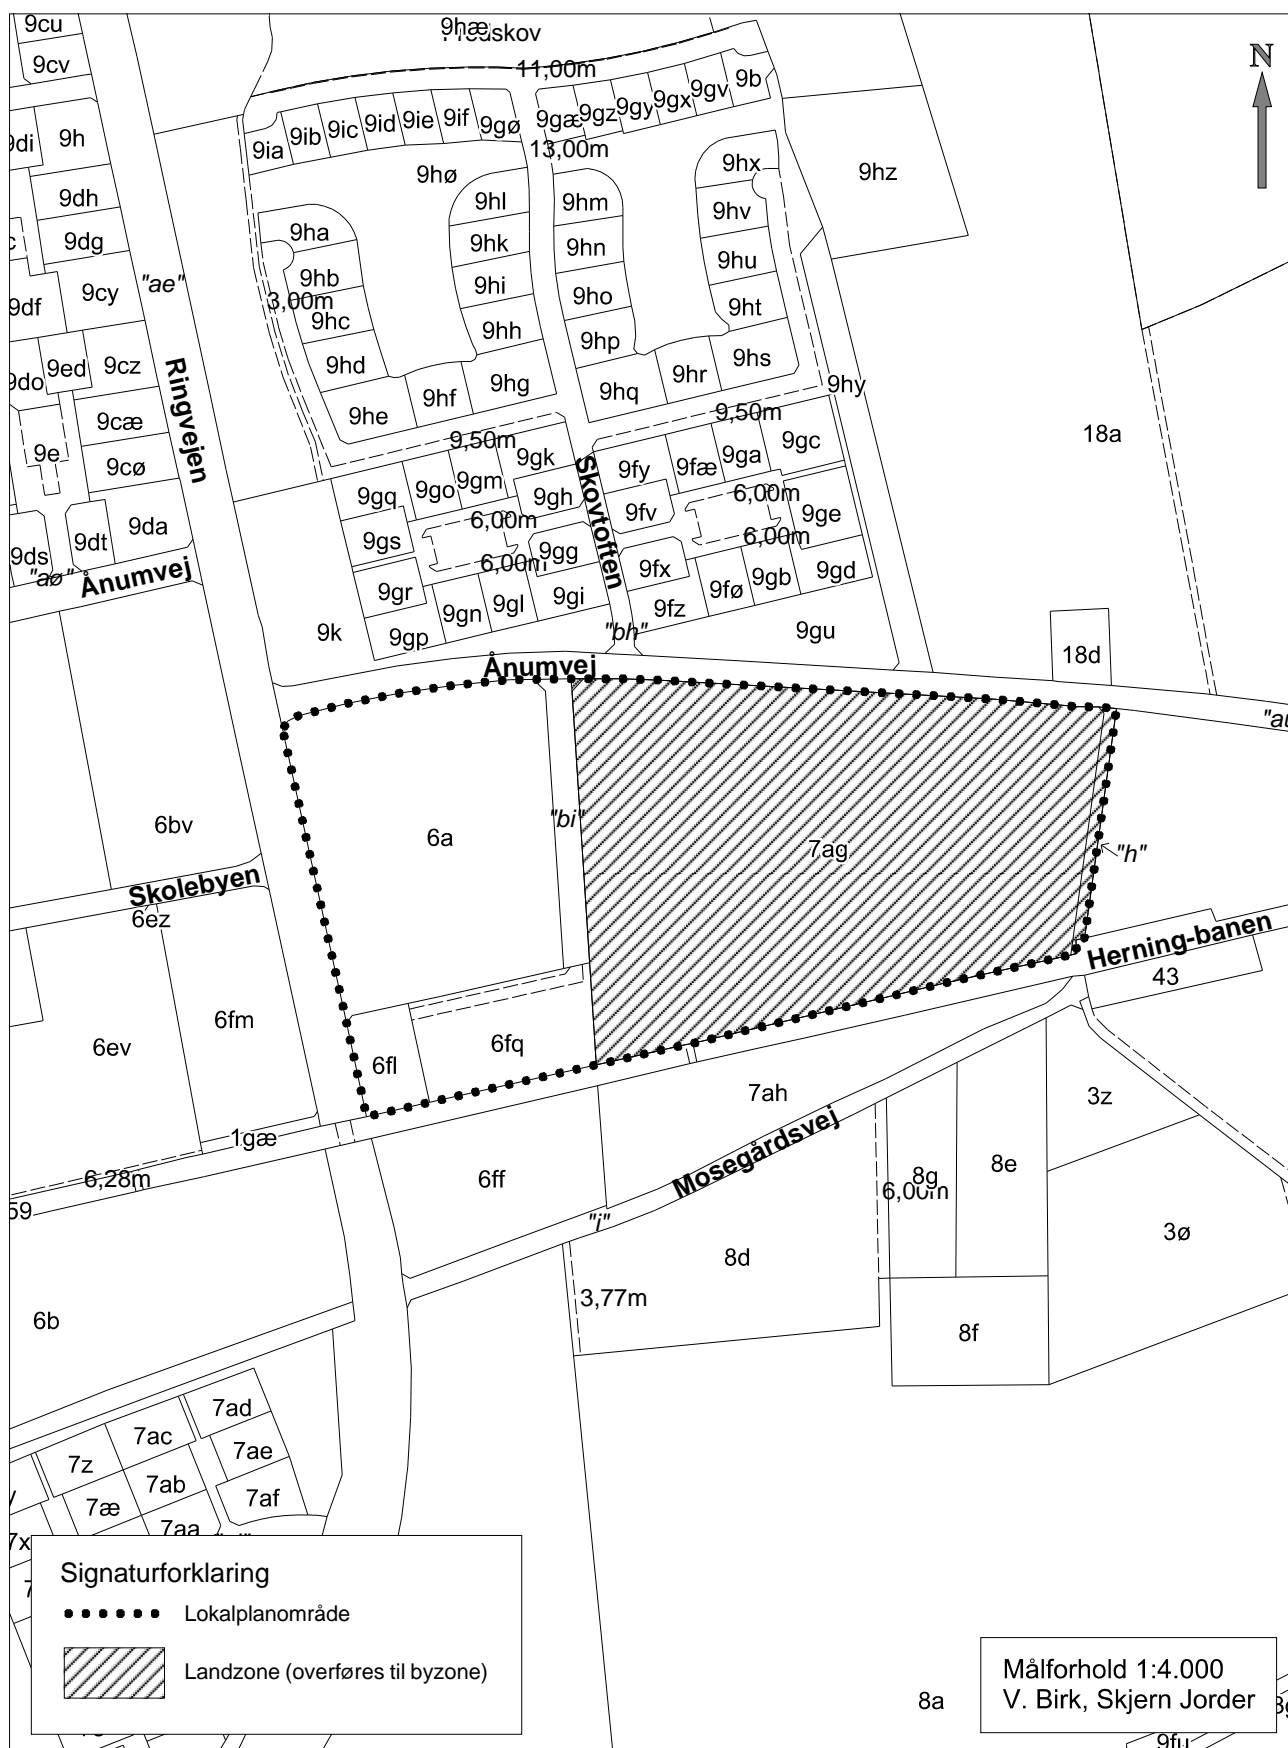 9cu
9hæ
9cv
11,00m
N
9di
9h
9ia
9ib
9ic
9id
9ie
9if
9gø
9gæ
9gz
9gy
9gx
9gv
9b
13,00m
9hø
9hx
9hz
9dh
9hl
9hm
9hv
9dg
9ha
9hk
9hn
9hu
9df
9cy
"ae"
9hb
3,00m
9hi
9ho
9ht
9hc
9hh
9hp
9do
9ed
9cz
Ringvejen
9hd
9hg
9hq
9hr
9hs
9hy
9cæ
9he
9hf
9,50m
9,50m
18a
9e
9cø
9gk
9gm
9go
9gq
Skovtoften
9fy
9fæ
9ga
9gc
9gh
6,00m
9fv
6,00m
9ge
9ds
9dt
9da
9gs
6,00m
9gg
6,00m
"aø"
Ånumvej
9gr
9gn
9gl
9gi
9fx
9fz
9fø
9gb
9gd
9k
9gp
"bh"
9gu
18d
Ånumvej
6bv
6a
"bi"
7ag
"h"
Skolebyen
6ez
Herning-banen
43
6fm
6ev
6fl
6fq
7ah
3z
1gæ
Mosegårdsvej
8g
8e
6,28m
6ff
6,00m
59
"i"
3ø
8d
3,77m
6b
8f
7ad
7ac
7ae
7z
7ab
7af
7æ
7aa
7x
Signaturforklaring
Lokalplanområde
Landzone (overføres til byzone)
8a
Målforhold 1:4.000
V. Birk, Skjern Jorder
9fu